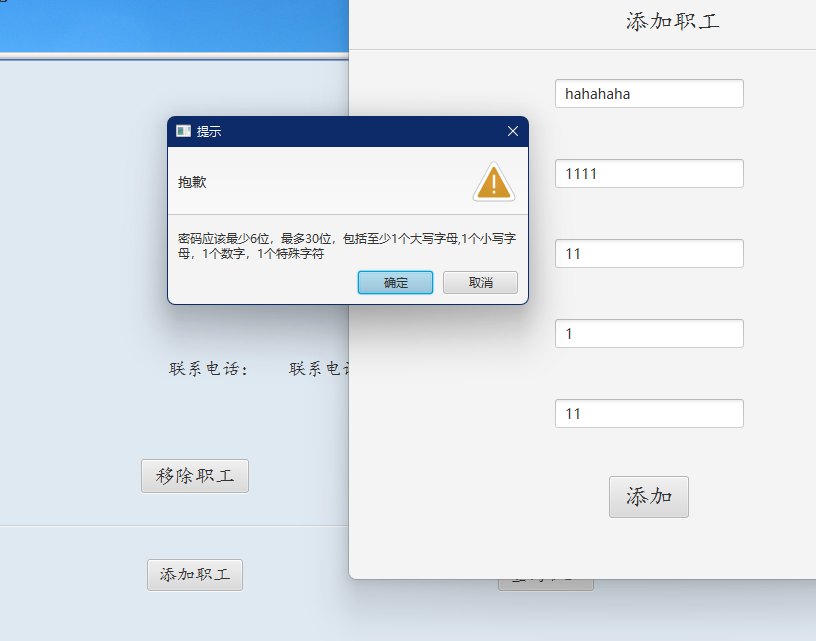 添加职工
hahahaha
提示
抱歉
1111
密码应该最少6位，最多30位，包括至少1个大写字母,1个小写字
母，1个数字，1个特殊字符
11
确定
取消
1
联系电话：
联系电
11
移除职工
添加
添加职工